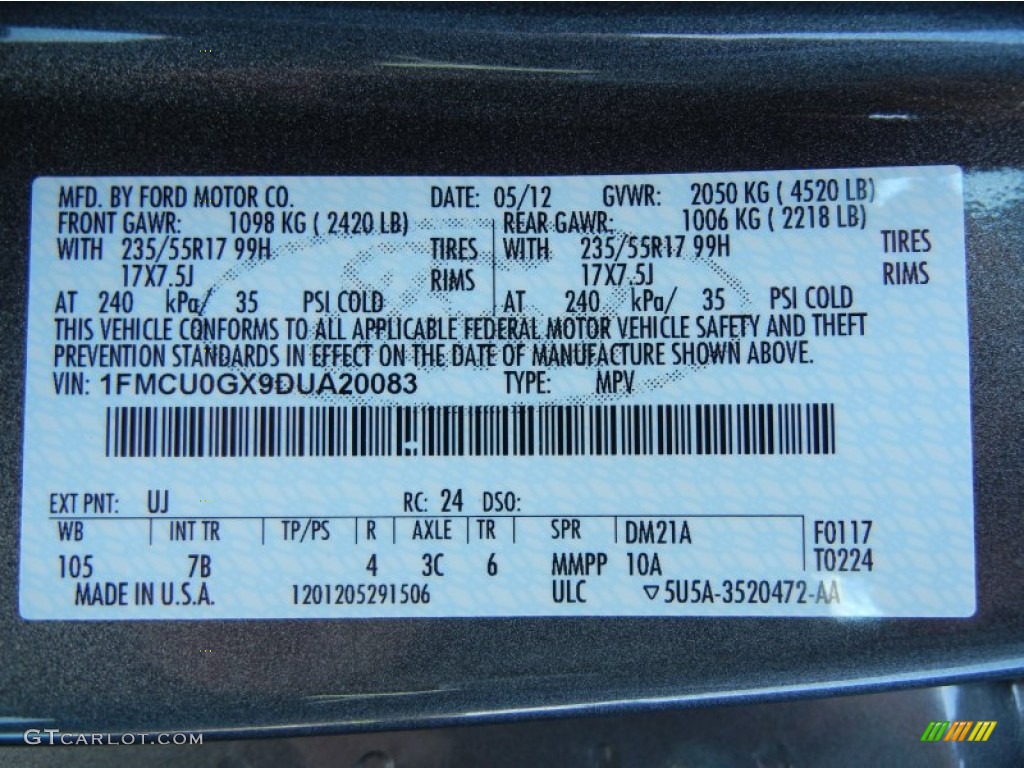 MFD. BY FORD MOTOR CO. DATE: 05/12 GVWR: 2050 KG ( 4520 LB)
FRONT GAWR: 1098 KG ( 2420 LB) REAR GAWR: 1006 KG ( 2218 LB)
WITH 235/55R17 99H TIRES WITH 235/55R17 99H TIRES
17X7.5J RIMS 17X7.5J RIMS
AT 240 kPa/ 35 PSI COLD AT 240 kPa/ 35 PSI COLD
THIS VEHICLE CONFORMS TO ALL APPLICABLE FEDERAL MOTOR VEHICLE SAFETY AND THEFT
PREVENTION STANDARDS IN EFFECT ON THE DATE OF MANUFACTURE SHOWN ABOVE.
VIN: 1FMCU0GX9DUA20083 TYPE: MPV
EXT PNT: UJ RC: 24 DSO:
WB INT TR TP/PS R AXLE TR SPR DM21A F0117
105 7B 4 3C 6 MMPP 10A T0224
MADE IN U.S.A. 1201205291506 ULC ▽5U5A-3520472-AA
GTCARLOT.COM